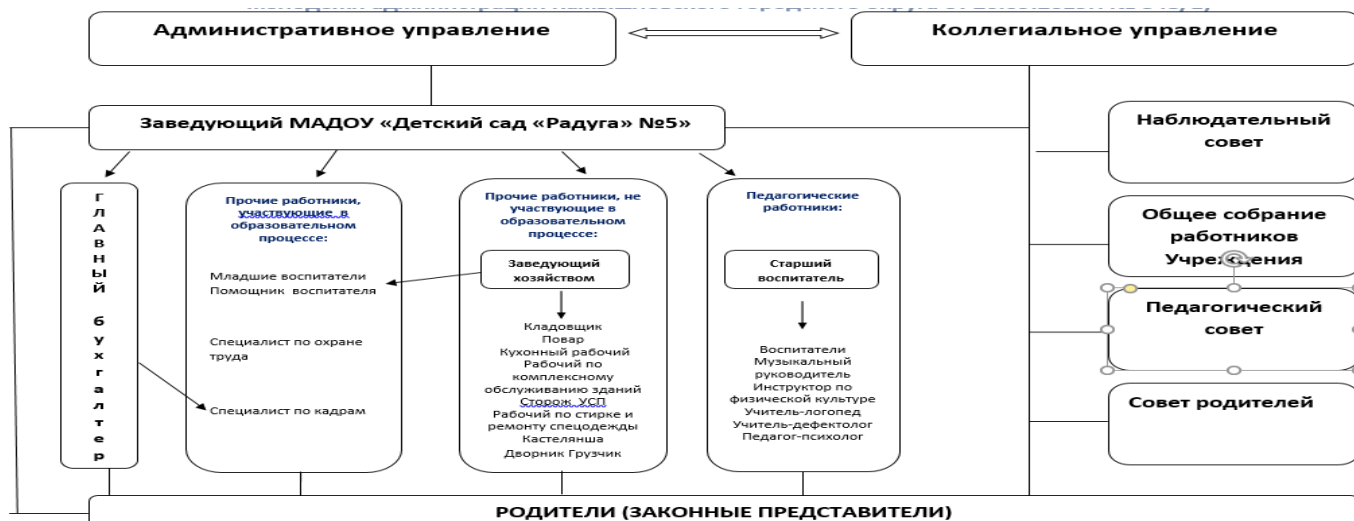 Административное управление
Коллегиальное управление
Заведующий МАДОУ «Детский сад «Радуга» №5»
Наблюдательный
совет
Общее собрание
работников
Учреждения
Педагогический
совет
Совет родителей
Главный бухгалтер
Прочие работники,
участвующие в
образовательном
процессе:
Младшие воспитатели
Помощник воспитателя
Специалист по охране
труда
Специалист по кадрам
Прочие работники, не
участвующие в
образовательном
процессе:
Заведующий
хозяйством
Кладовщик
Повар
Кухонный рабочий
Рабочий по
комплексному
обслуживанию зданий
Сторож УСП
Рабочий по стирке и
ремонту спецодежды
Кастелянша
Дворник Грузчик
Педагогические
работники:
Старший
воспитатель
Воспитатели
Музыкальный
руководитель
Инструктор по
физической культуре
Учитель-логопед
Учитель-дефектолог
Педагог-психолог
РОДИТЕЛИ (ЗАКОННЫЕ ПРЕДСТАВИТЕЛИ)